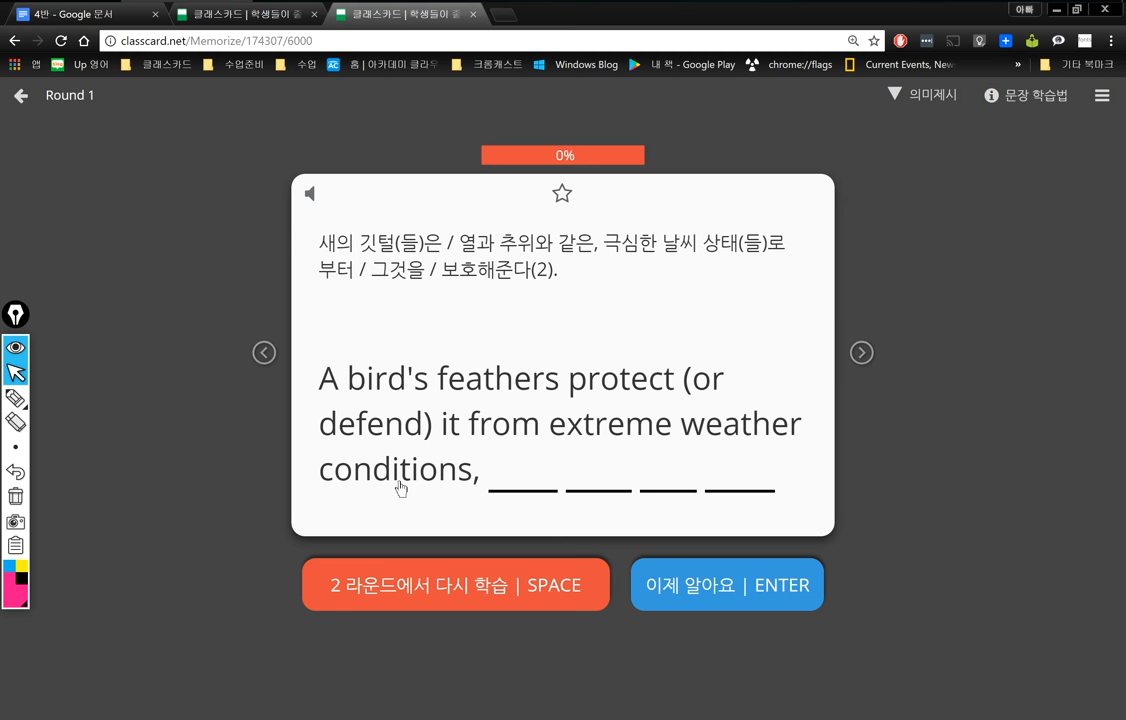 4반 - Google 문서
클래스카드 | 학생들이 좋
클래스카드 | 학생들이 좋
아빠
classcard.net/Memorize/174307/6000
앱 Up 영어 클래스카드 수업준비 수업 홈 | 아카데미 클라우 크롬캐스트 Windows Blog 내 책 - Google Play chrome://flags Current Events, New » 기타 북마크
Round 1
의미제시 문장 학습법
0%
새의 깃털(들)은 / 열과 추위와 같은, 극심한 날씨 상태(들)로
부터 / 그것을 / 보호해준다(2).
A bird's feathers protect (or
defend) it from extreme weather
conditions,
2 라운드에서 다시 학습 | SPACE
이제 알아요 | ENTER